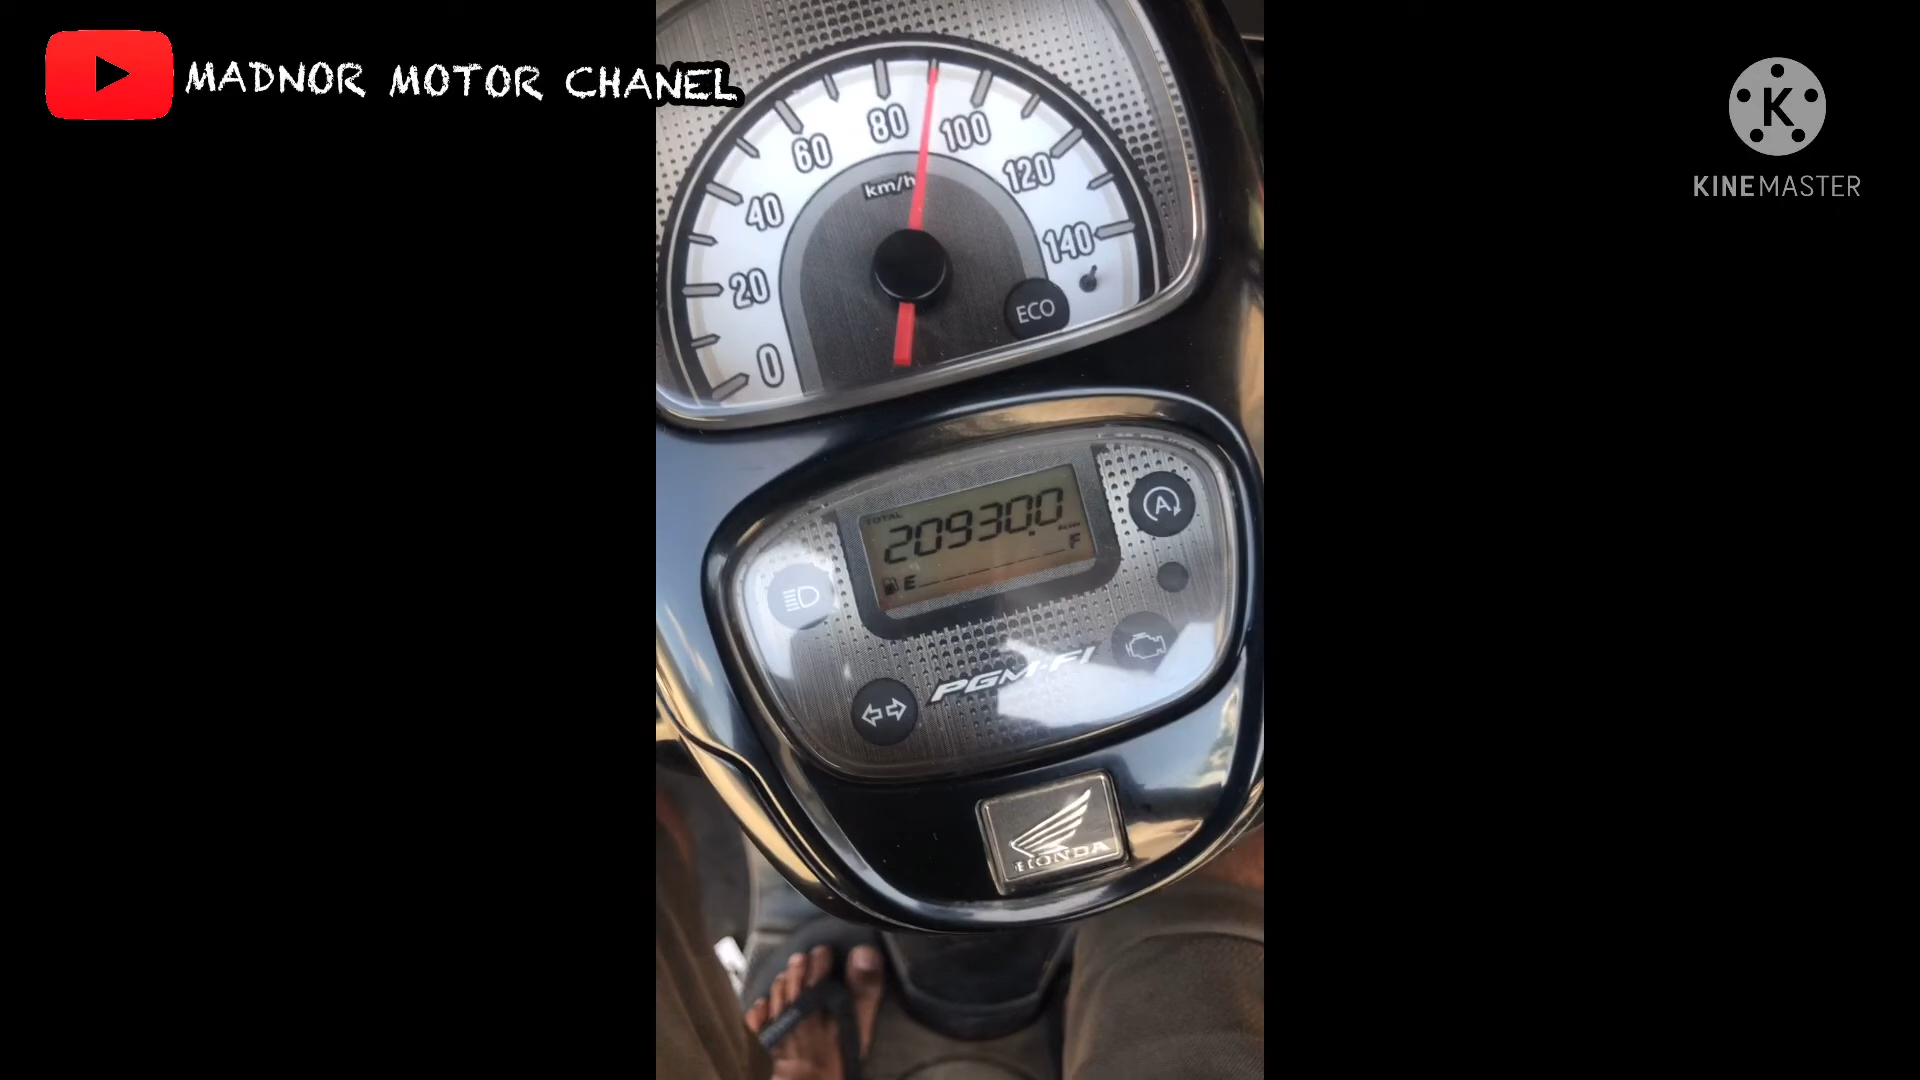 MADNOR MOTOR CHANEL
K
KINEMASTER
0
20
40
60
80
100
120
140
km/h
ECO
TOTAL
20930.0
km
E
F
A
PGM-FI
HONDA